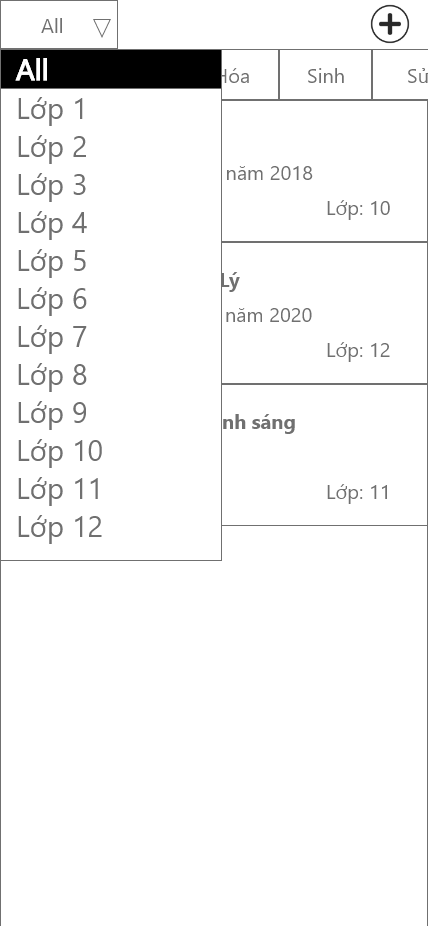 All
All
Lớp 1
Lớp 2
Lớp 3
Lớp 4
Lớp 5
Lớp 6
Lớp 7
Lớp 8
Lớp 9
Lớp 10
Lớp 11
Lớp 12
Hóa
Sinh
Sử
năm 2018
Lớp: 10
Lý
năm 2020
Lớp: 12
nh sáng
Lớp: 11